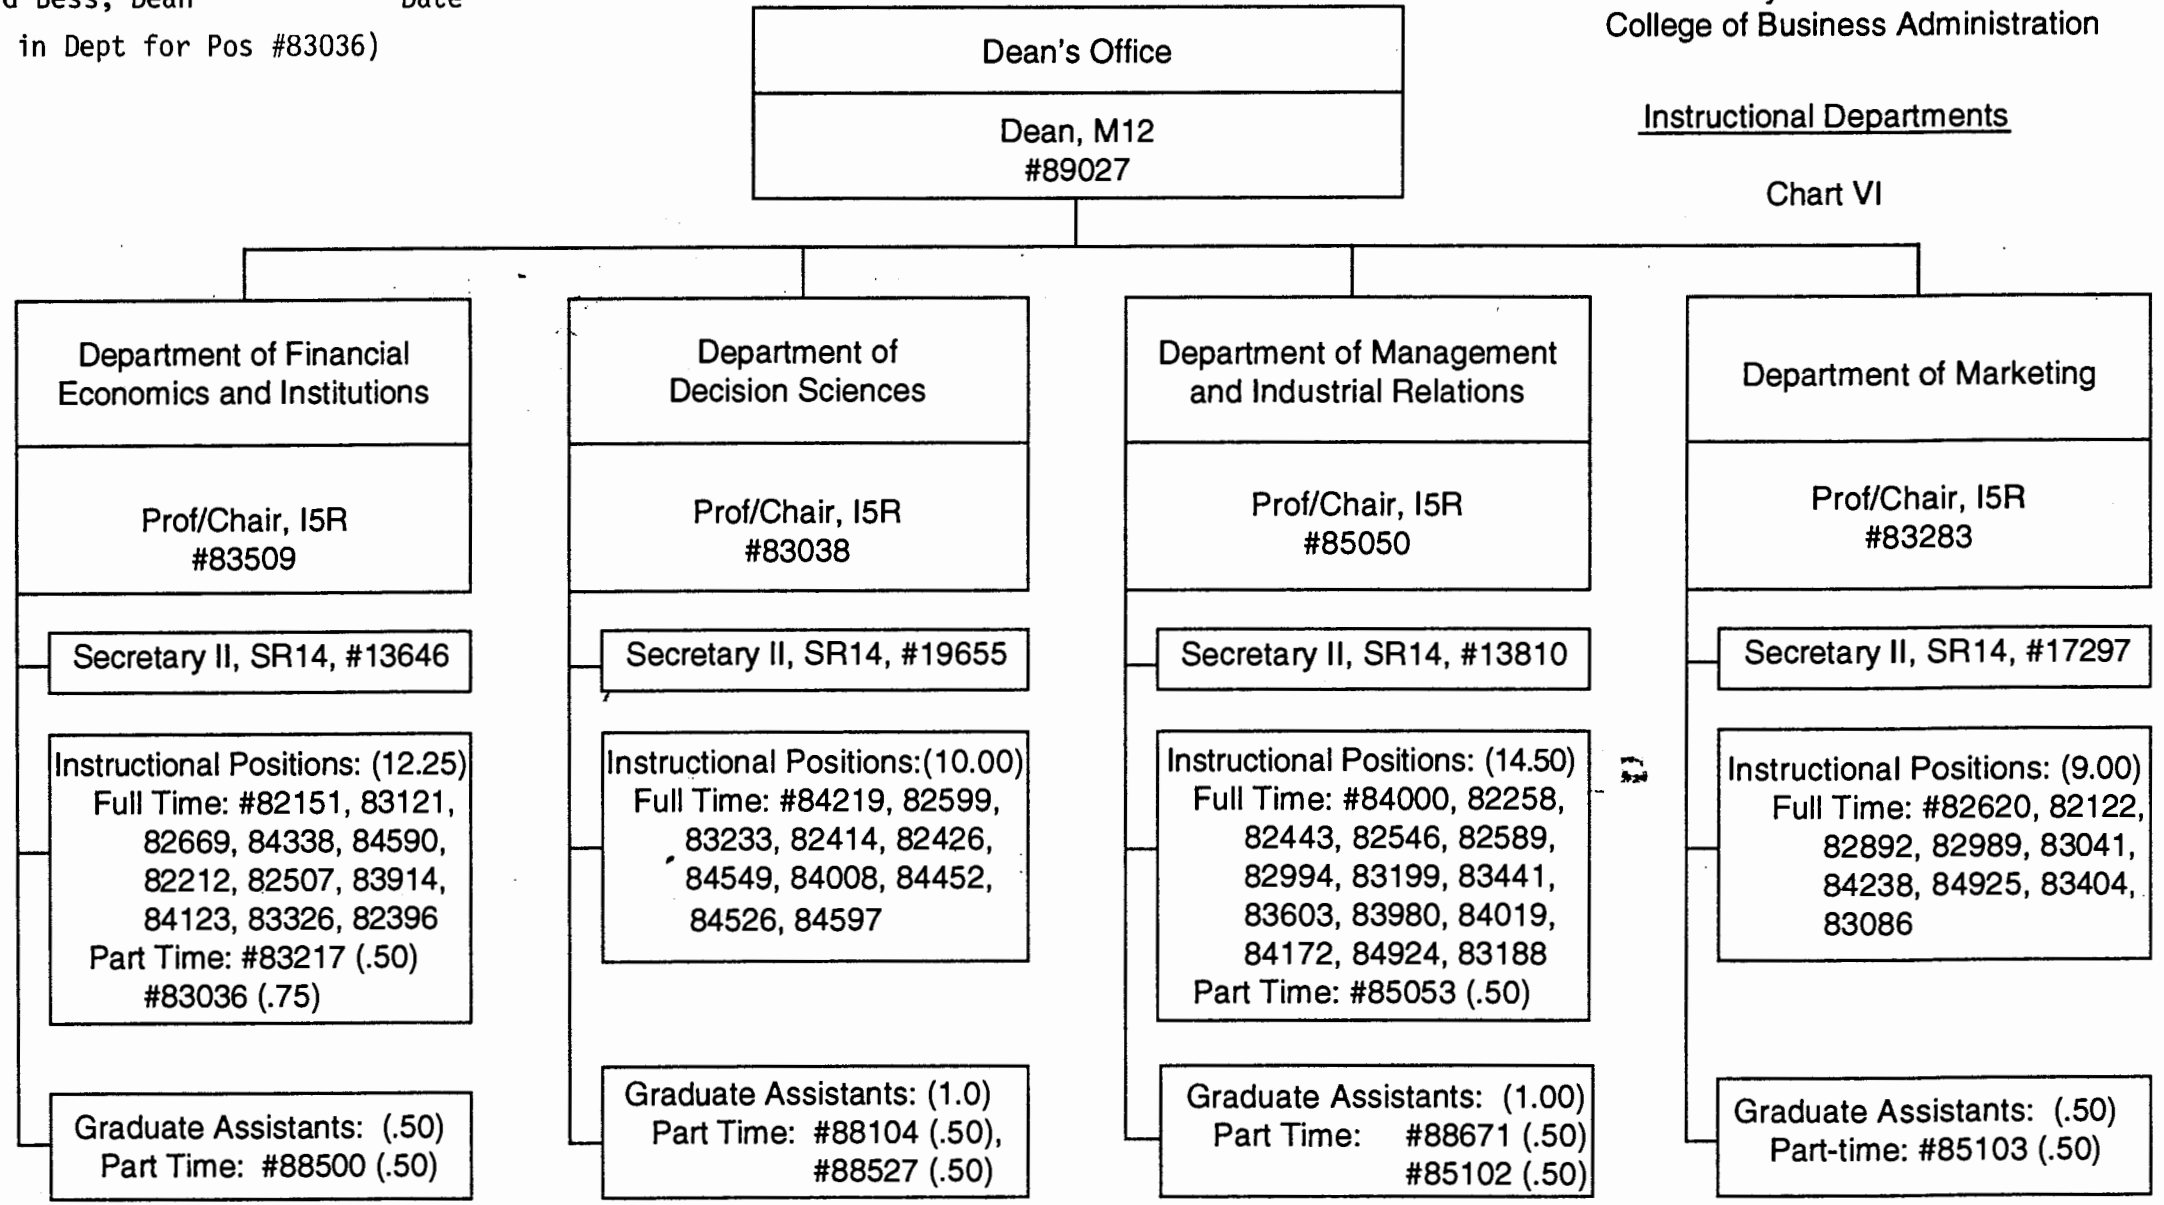 Dean
Date
in Dept for Pos #83036)
College of Business Administration
Instructional Departments
Chart VI
Dean's Office
Dean, M12
#89027
Department of Financial
Economics and Institutions
Prof/Chair, I5R
#83509
Secretary II, SR14, #13646
Instructional Positions: (12.25)
Full Time: #82151, 83121,
82669, 84338, 84590,
82212, 82507, 83914,
84123, 83326, 82396
Part Time: #83217 (.50)
#83036 (.75)
Graduate Assistants: (.50)
Part Time: #88500 (.50)
Department of
Decision Sciences
Prof/Chair, I5R
#83038
Secretary II, SR14, #19655
Instructional Positions:(10.00)
Full Time: #84219, 82599,
83233, 82414, 82426,
84549, 84008, 84452,
84526, 84597
Graduate Assistants: (1.0)
Part Time: #88104 (.50),
#88527 (.50)
Department of Management
and Industrial Relations
Prof/Chair, I5R
#85050
Secretary II, SR14, #13810
Instructional Positions: (14.50)
Full Time: #84000, 82258,
82443, 82546, 82589,
82994, 83199, 83441,
83603, 83980, 84019,
84172, 84924, 83188
Part Time: #85053 (.50)
Graduate Assistants: (1.00)
Part Time: #88671 (.50)
#85102 (.50)
Department of Marketing
Prof/Chair, I5R
#83283
Secretary II, SR14, #17297
Instructional Positions: (9.00)
Full Time: #82620, 82122,
82892, 82989, 83041,
84238, 84925, 83404,
83086
Graduate Assistants: (.50)
Part-time: #85103 (.50)